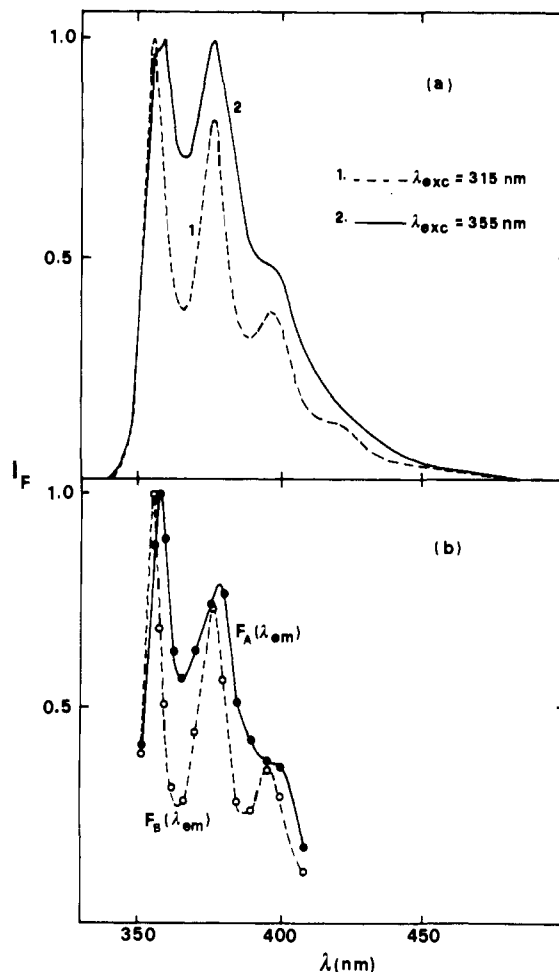 1.0
(a)
2
1. λexc = 315 nm
1
2. λexc = 355 nm
0.5
IF
1.0
(b)
FA(λem)
0.5
FB(λem)
0
350 400 450
λ(nm)